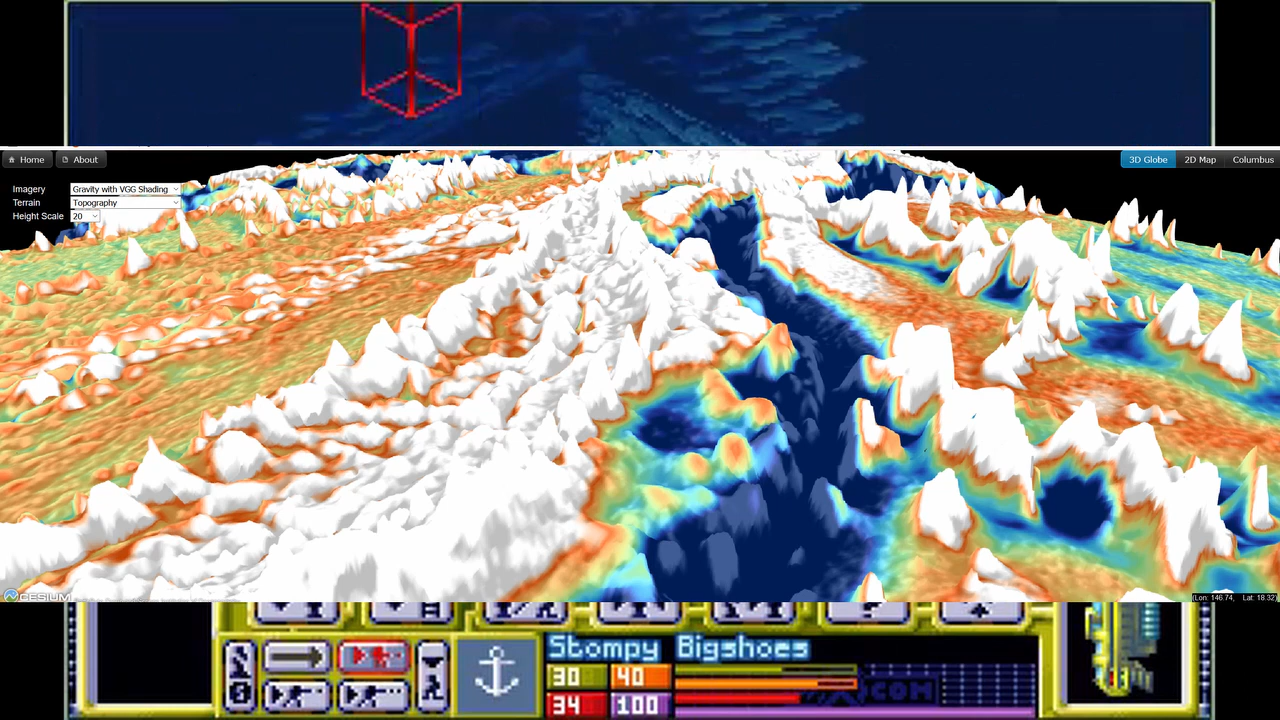 Home About 3D Globe 2D Map Columbus
Imagery Gravity with VGG Shading
Terrain Topography
Height Scale 20
CESIUM
(Lon: 146.74, Lat: 18.32)
Stompy Bigshoes
30 40
34 100
COM